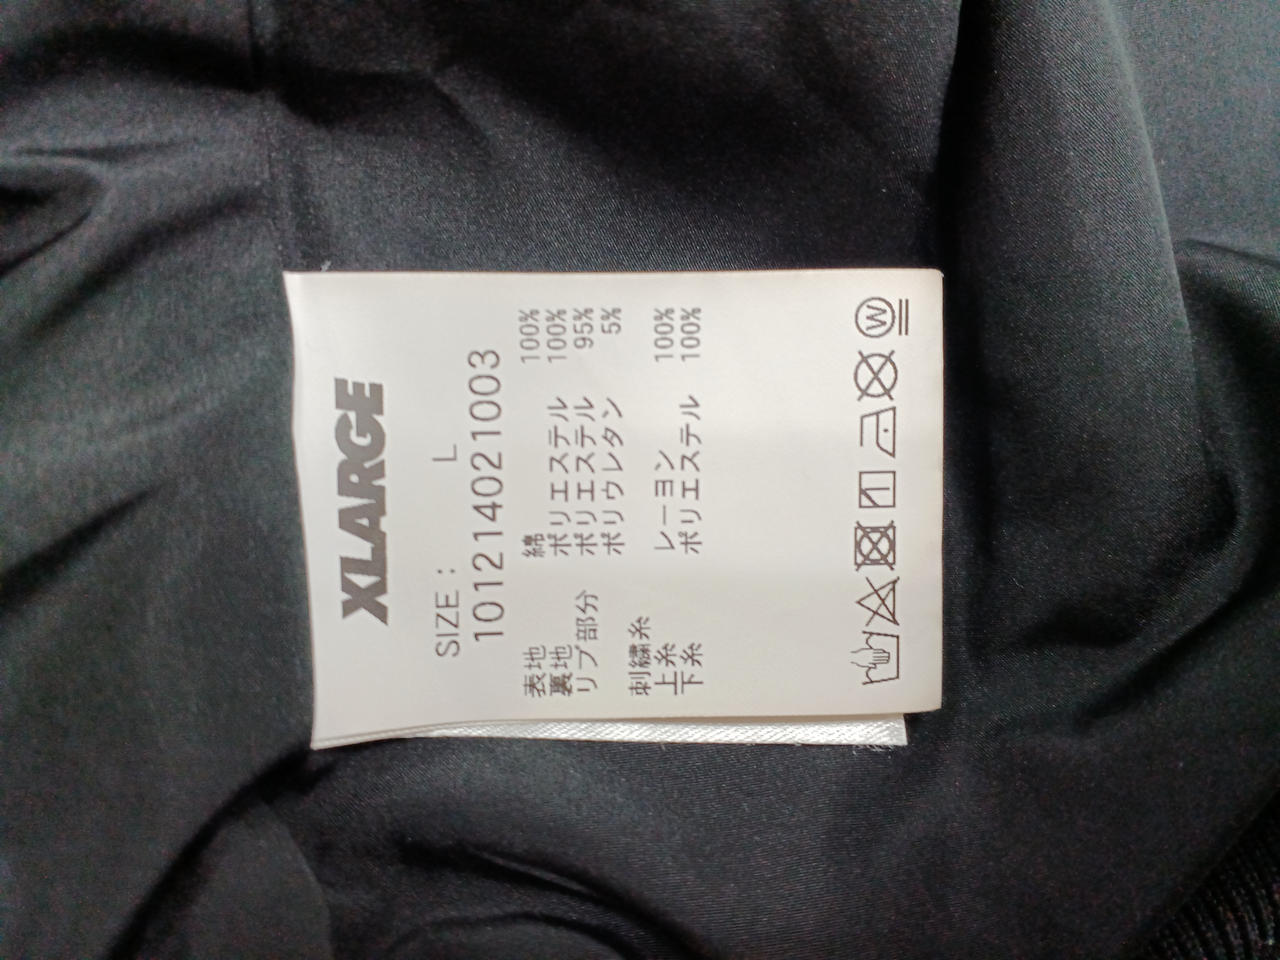 XLARGE
SIZE : L
101214021003
表地 綿 100%
裏地 ポリエステル 100%
リブ部分 ポリエステル 95%
ポリウレタン 5%
刺繍糸
上糸 レーヨン 100%
下糸 ポリエステル 100%
W